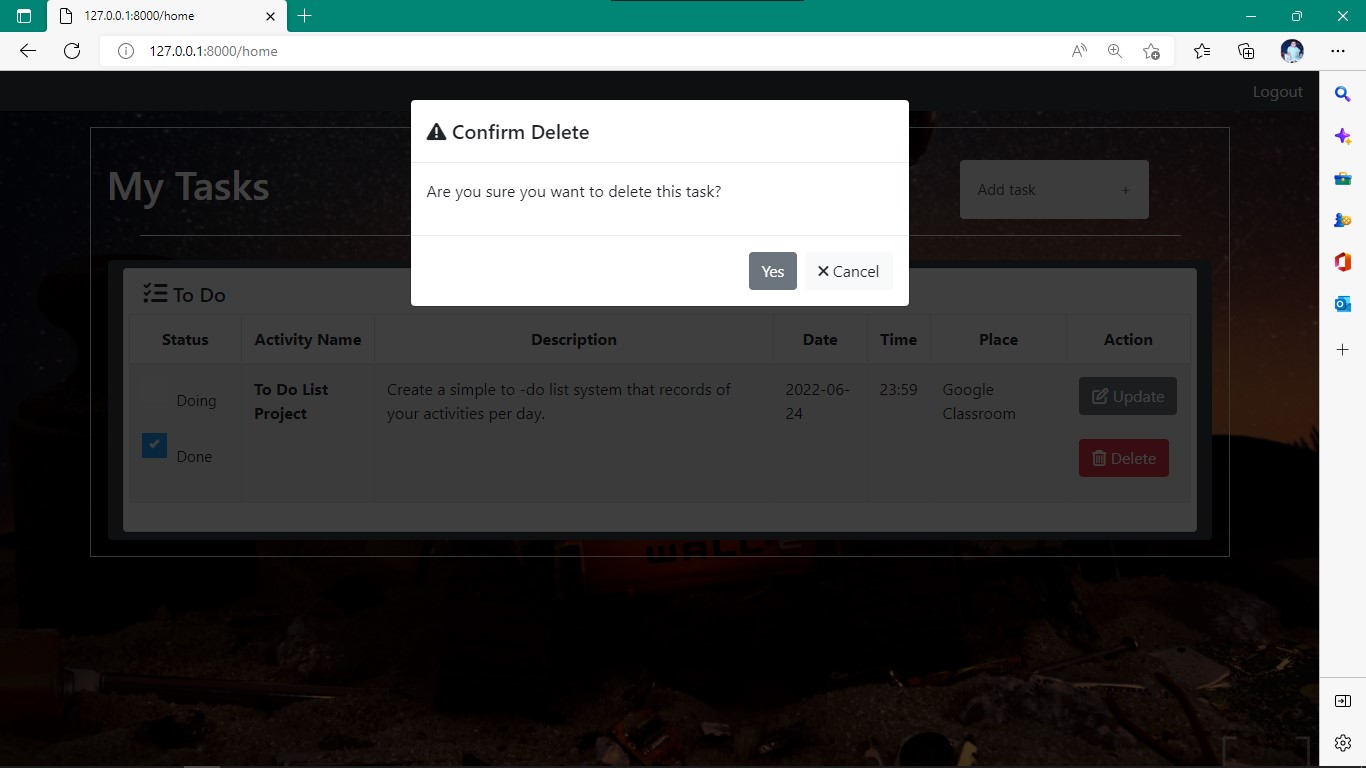 127.0.0.1:8000/home
127.0.0.1:8000/home
Logout
Confirm Delete
Are you sure you want to delete this task?
Yes
Cancel
My Tasks
Add task +
To Do
Status Activity Name Description Date Time Place Action
Doing
Done
To Do List
Project
Create a simple to -do list system that records of
your activities per day.
2022-06-
24
23:59
Google
Classroom
Update
Delete
WALL·E